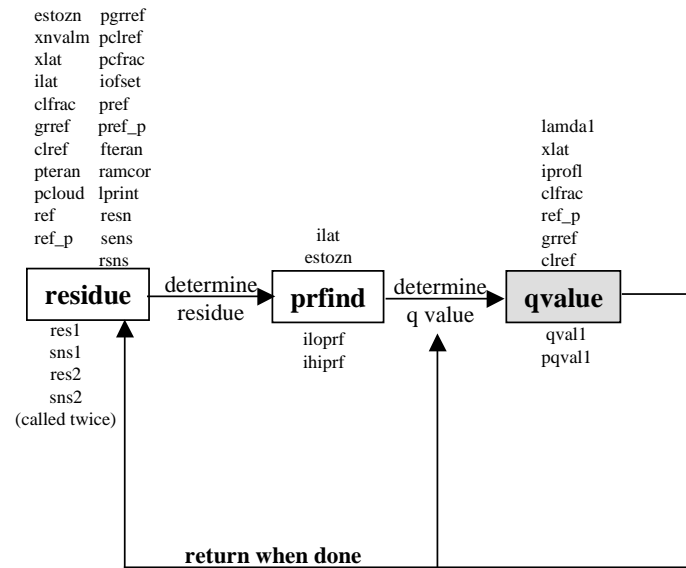 estozn pgrref
xnvalm pclref
xlat pcfrac
ilat iofset
clfrac pref
grref pref_p
clref fteran
pteran ramcor
pcloud lprint
ref resn
ref_p sens
rsns
residue
res1
sns1
res2
sns2
(called twice)
determine
residue
ilat
estozn
prfind
iloprf
ihiprf
determine
q value
lamda1
xlat
iprofl
clfrac
ref_p
grref
clref
qvalue
qval1
pqval1
return when done